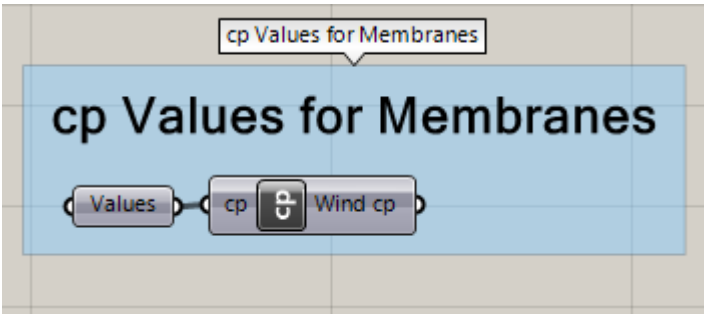 cp Values for Membranes
cp Values for Membranes
Values cp cp Wind cp